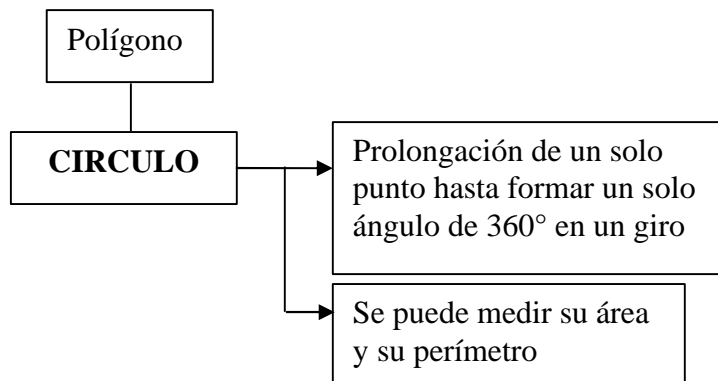 Polígono
CIRCULO
Prolongación de un solo
punto hasta formar un solo
ángulo de 360° en un giro
Se puede medir su área
y su perímetro